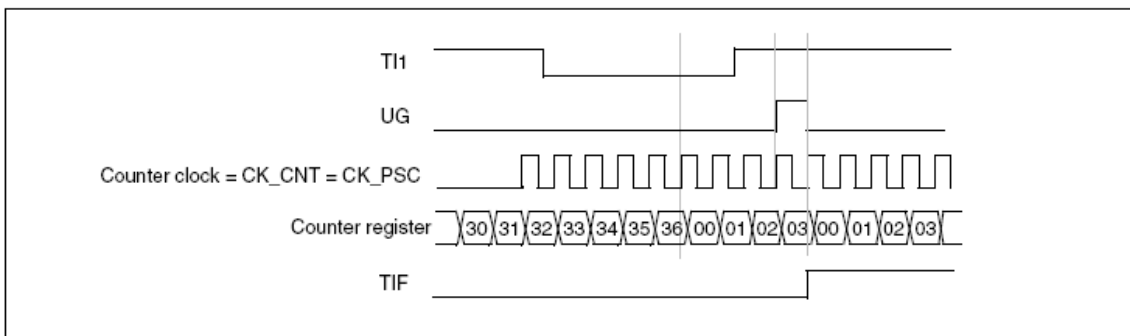 TI1
UG
Counter clock = CK_CNT = CK_PSC
Counter register 30 31 32 33 34 35 36 00 01 02 03 00 01 02 03
TIF